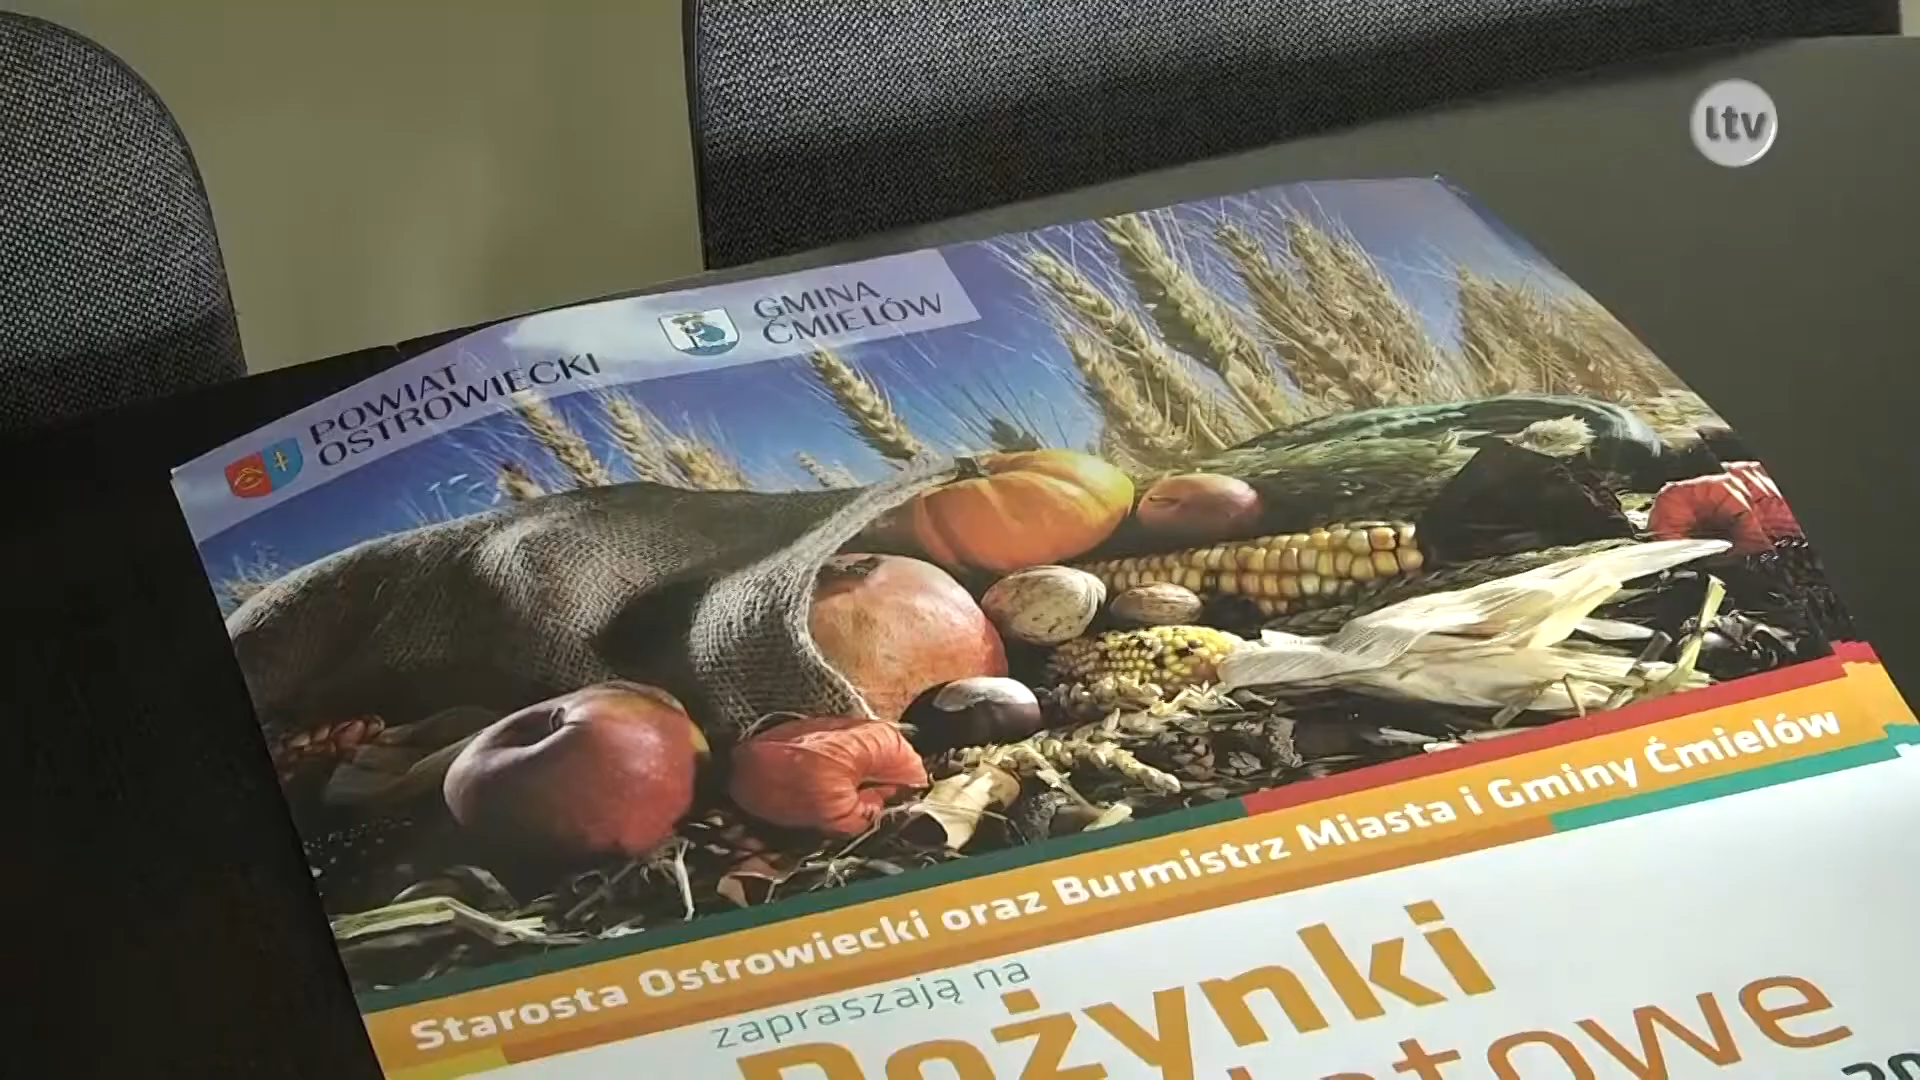 ltv
POWIAT
OSTROWIECKI
GMINA
ĆMIELÓW
Starosta Ostrowiecki oraz Burmistrz Miasta i Gminy Ćmielów
zapraszają na
Dożynki